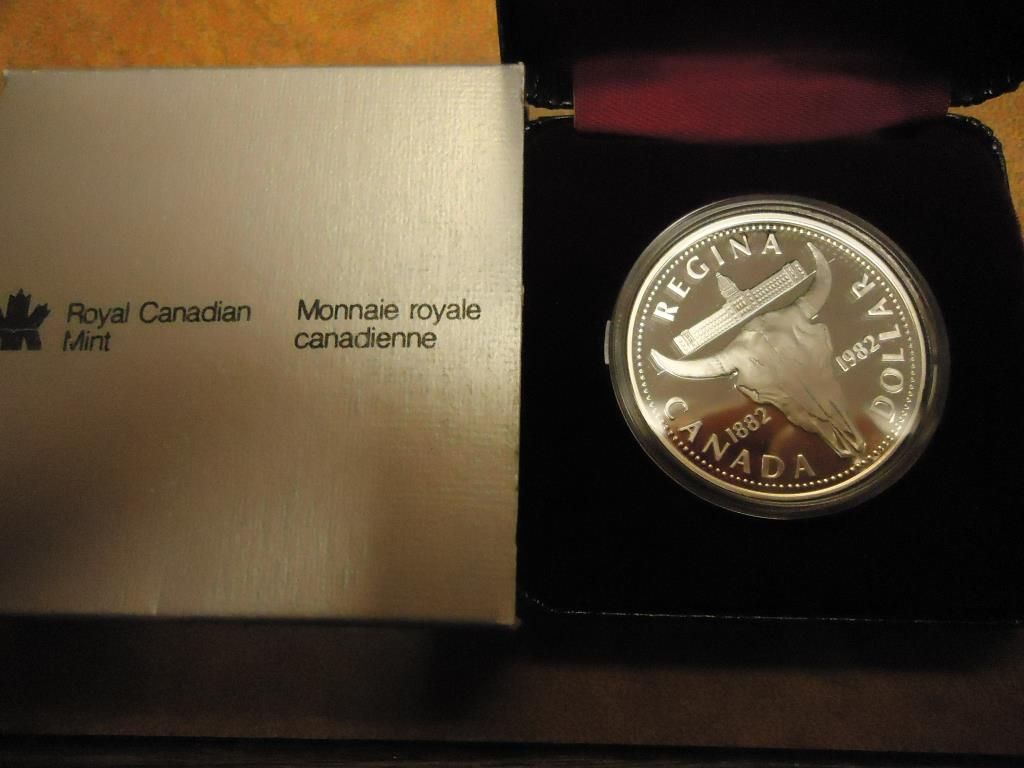 Royal Canadian
Mint
Monnaie royale
canadienne
REGINA
1882
1982
CANADA
DOLLAR